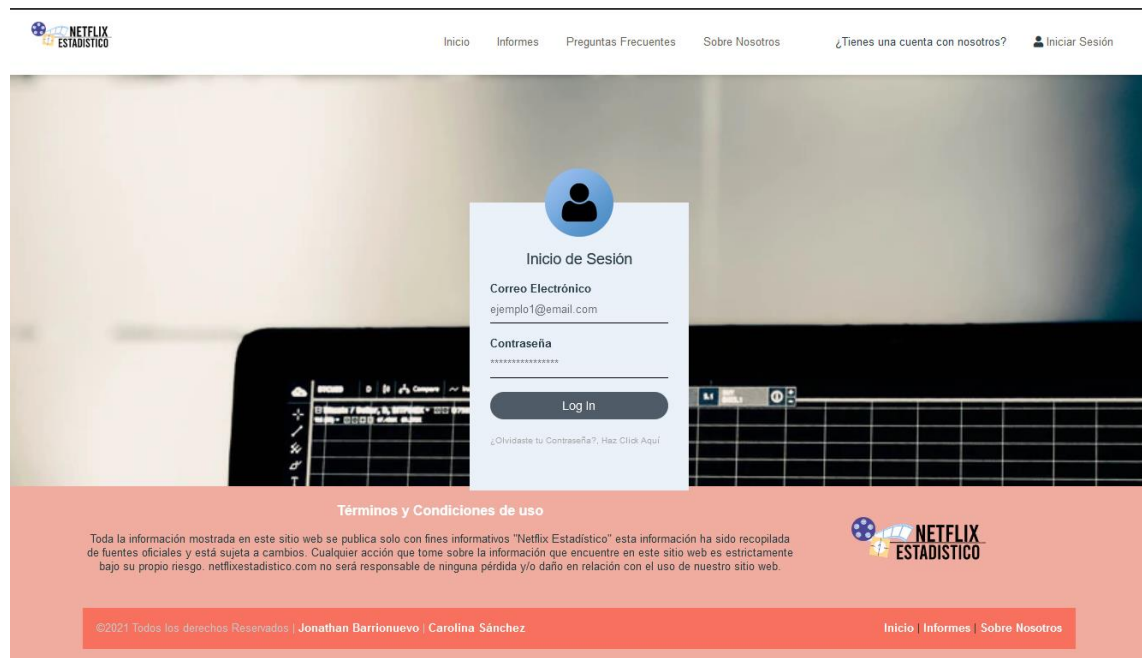 NETFLIX
ESTADISTICO
Inicio Informes Preguntas Frecuentes Sobre Nosotros ¿Tienes una cuenta con nosotros? Iniciar Sesión
Inicio de Sesión
Correo Electrónico
ejemplo1@email.com
Contraseña
***************
D Compare
Log In
¿Olvidaste tu Contraseña?, Haz Click Aquí
Términos y Condiciones de uso
Toda la información mostrada en este sitio web se publica solo con fines informativos "Netflix Estadístico" esta información ha sido recopilada
de fuentes oficiales y está sujeta a cambios. Cualquier acción que tome sobre la información que encuentre en este sitio web es estrictamente
bajo su propio riesgo. netflixestadistico.com no será responsable de ninguna pérdida y/o daño en relación con el uso de nuestro sitio web.
NETFLIX
ESTADISTICO
©2021 Todos los derechos Reservados | Jonathan Barrionuevo | Carolina Sánchez
Inicio | Informes | Sobre Nosotros